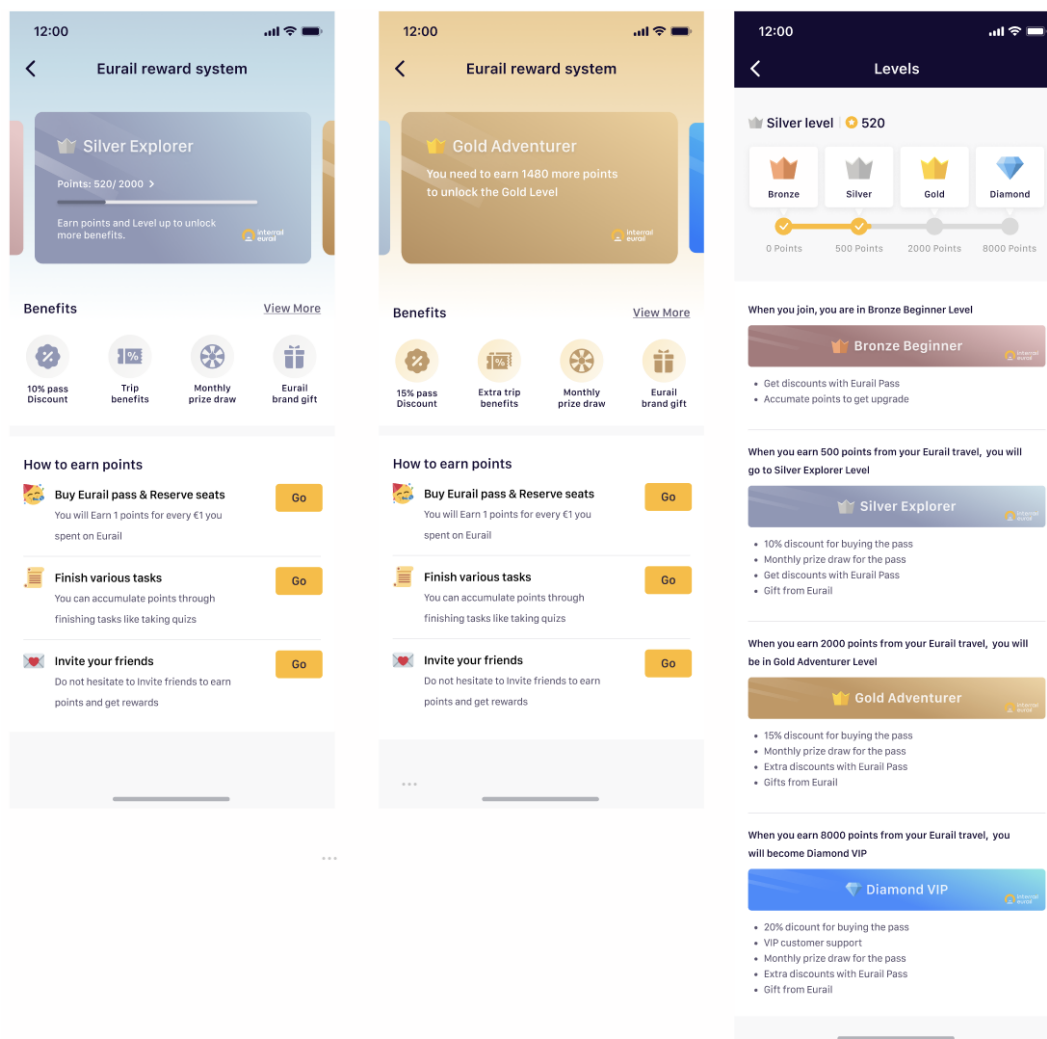 12:00
Eurail reward system
Silver Explorer
Points: 520/ 2000 >
Earn points and Level up to unlock
more benefits.
interrail
eurail
Benefits
View More
10% pass
Discount
Trip
benefits
Monthly
prize draw
Eurail
brand gift
How to earn points
Buy Eurail pass & Reserve seats
You will Earn 1 points for every €1 you
spent on Eurail
Go
Finish various tasks
You can accumulate points through
finishing tasks like taking quizs
Go
Invite your friends
Do not hesitate to Invite friends to earn
points and get rewards
Go
...
12:00
Eurail reward system
Gold Adventurer
You need to earn 1480 more points
to unlock the Gold Level
interrail
eurail
Benefits
View More
15% pass
Discount
Extra trip
benefits
Monthly
prize draw
Eurail
brand gift
How to earn points
Buy Eurail pass & Reserve seats
You will Earn 1 points for every €1 you
spent on Eurail
Go
Finish various tasks
You can accumulate points through
finishing tasks like taking quizs
Go
Invite your friends
Do not hesitate to Invite friends to earn
points and get rewards
Go
...
12:00
Levels
Silver level 520
Bronze
Silver
Gold
Diamond
0 Points
500 Points
2000 Points
8000 Points
When you join, you are in Bronze Beginner Level
Bronze Beginner
interrail
eurail
• Get discounts with Eurail Pass
• Accumate points to get upgrade
When you earn 500 points from your Eurail travel, you will
go to Silver Explorer Level
Silver Explorer
interrail
eurail
• 10% discount for buying the pass
• Monthly prize draw for the pass
• Get discounts with Eurail Pass
• Gift from Eurail
When you earn 2000 points from your Eurail travel, you will
be in Gold Adventurer Level
Gold Adventurer
interrail
eurail
• 15% discount for buying the pass
• Monthly prize draw for the pass
• Extra discounts with Eurail Pass
• Gifts from Eurail
When you earn 8000 points from your Eurail travel, you
will become Diamond VIP
Diamond VIP
interrail
eurail
• 20% dicount for buying the pass
• VIP customer support
• Monthly prize draw for the pass
• Extra discounts with Eurail Pass
• Gift from Eurail